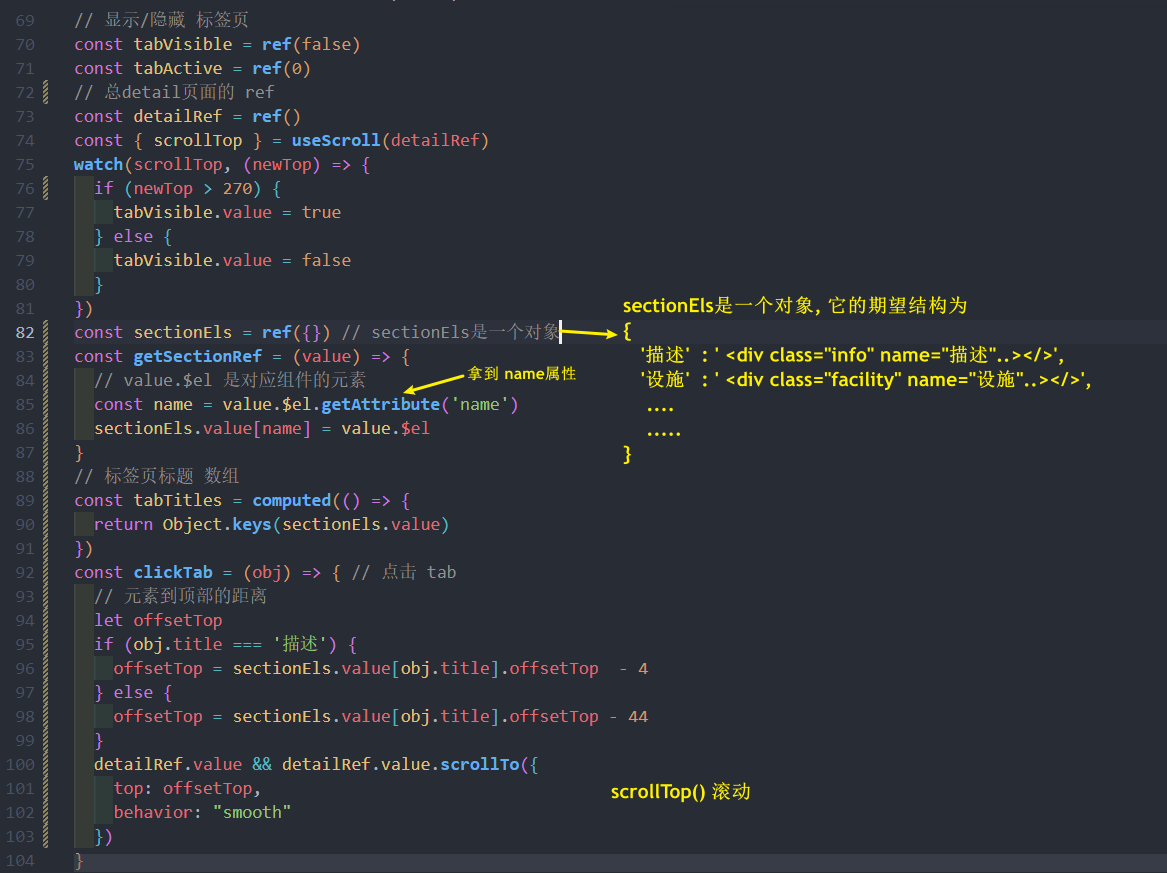 69 // 显示/隐藏 标签页
70 const tabVisible = ref(false)
71 const tabActive = ref(0)
72 // 总detail页面的 ref
73 const detailRef = ref()
74 const { scrollTop } = useScroll(detailRef)
75 watch(scrollTop, (newTop) => {
76 if (newTop > 270) {
77 tabVisible.value = true
78 } else {
79 tabVisible.value = false
80 }
81 })
82 const sectionEls = ref({}) // sectionEls是一个对象
83 const getSectionRef = (value) => {
84 // value.$el 是对应组件的元素
85 const name = value.$el.getAttribute('name')
86 sectionEls.value[name] = value.$el
87 }
88 // 标签页标题 数组
89 const tabTitles = computed(() => {
90 return Object.keys(sectionEls.value)
91 })
92 const clickTab = (obj) => { // 点击 tab
93 // 元素到顶部的距离
94 let offsetTop
95 if (obj.title === '描述') {
96 offsetTop = sectionEls.value[obj.title].offsetTop  - 4
97 } else {
98 offsetTop = sectionEls.value[obj.title].offsetTop - 44
99 }
100 detailRef.value && detailRef.value.scrollTo({
101 top: offsetTop,
102 behavior: "smooth"
103 })
104 }
sectionEls是一个对象, 它的期望结构为
{
'描述' : ' <div class="info" name="描述"..></>',
'设施' : ' <div class="facility" name="设施"..></>',
....
.....
}
拿到 name属性
scrollTop() 滚动